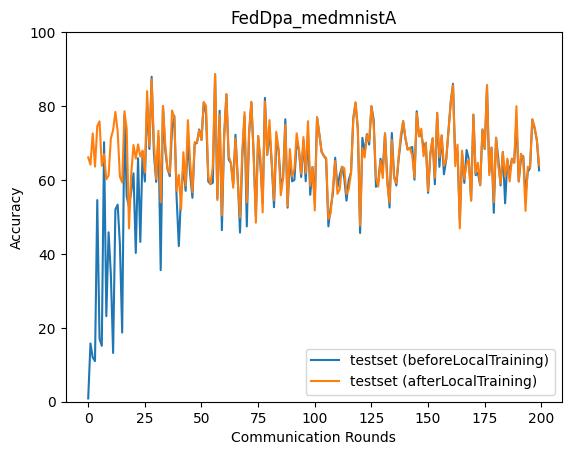 FedDpa_medmnistA
100
80
60
40
20
0
Accuracy
0 25 50 75 100 125 150 175 200
Communication Rounds
testset (beforeLocalTraining)
testset (afterLocalTraining)